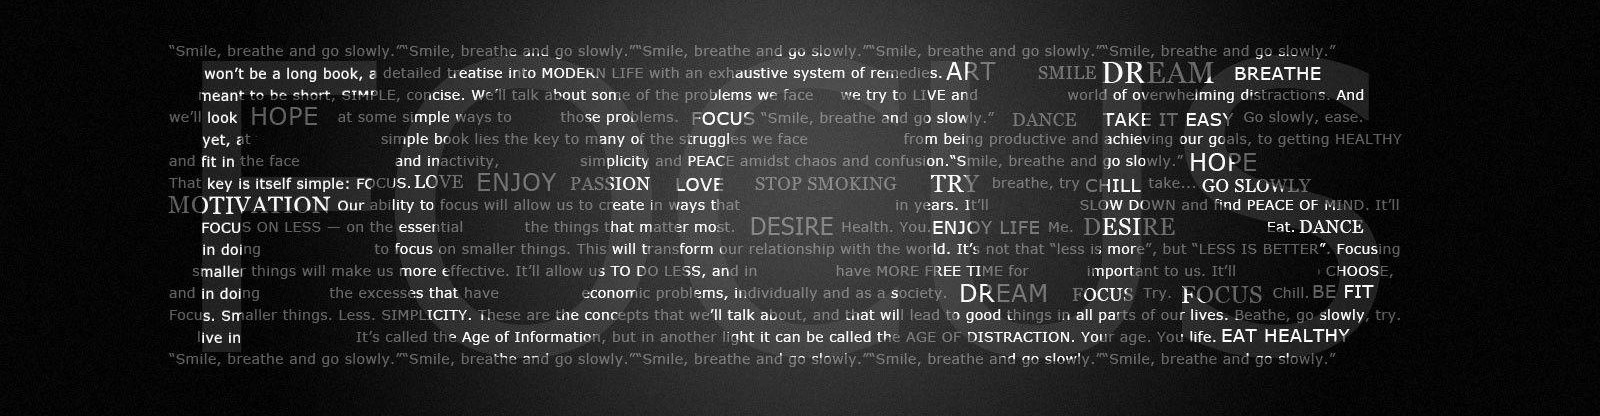 “Smile, breathe and go slowly.”“Smile, breathe and go slowly.”“Smile, breathe and go slowly.”“Smile, breathe and go slowly.”“Smile, breathe and go slowly.”
won’t be a long book, a detailed treatise into MODERN LIFE with an exhaustive system of remedies. ART SMILE DREAM BREATHE
meant to be short, SIMPLE, concise. We’ll talk about some of the problems we face we try to LIVE and world of overwhelming distractions. And
we’ll look HOPE at some simple ways to those problems. FOCUS “Smile, breathe and go slowly.” DANCE TAKE IT EASY Go slowly, ease.
yet, at simple book lies the key to many of the struggles we face from being productive and achieving our goals, to getting HEALTHY
and fit in the face and inactivity, simplicity and PEACE amidst chaos and confusion.“Smile, breathe and go slowly.” HOPE
That key is itself simple: FOCUS. LOVE ENJOY PASSION LOVE STOP SMOKING TRY breathe, try CHILL take... GO SLOWLY
MOTIVATION Our ability to focus will allow us to create in ways that in years. It’ll SLOW DOWN and find PEACE OF MIND. It’ll
FOCUS ON LESS — on the essential the things that matter most. DESIRE Health. You. ENJOY LIFE Me. DESIRE Eat. DANCE
in doing to focus on smaller things. This will transform our relationship with the world. It’s not that “less is more”, but “LESS IS BETTER”. Focusing
smaller things will make us more effective. It’ll allow us TO DO LESS, and in have MORE FREE TIME for important to us. It’ll CHOOSE,
and in doing the excesses that have economic problems, individually and as a society. DREAM FOCUS Try. FOCUS Chill. BE FIT
Focus. Smaller things. Less. SIMPLICITY. These are the concepts that we’ll talk about, and that will lead to good things in all parts of our lives. Beathe, go slowly, try.
live in It’s called the Age of Information, but in another light it can be called the AGE OF DISTRACTION. Your age. You life. EAT HEALTHY
“Smile, breathe and go slowly.”“Smile, breathe and go slowly.”“Smile, breathe and go slowly.”“Smile, breathe and go slowly.”“Smile, breathe and go slowly.”
FOCUS